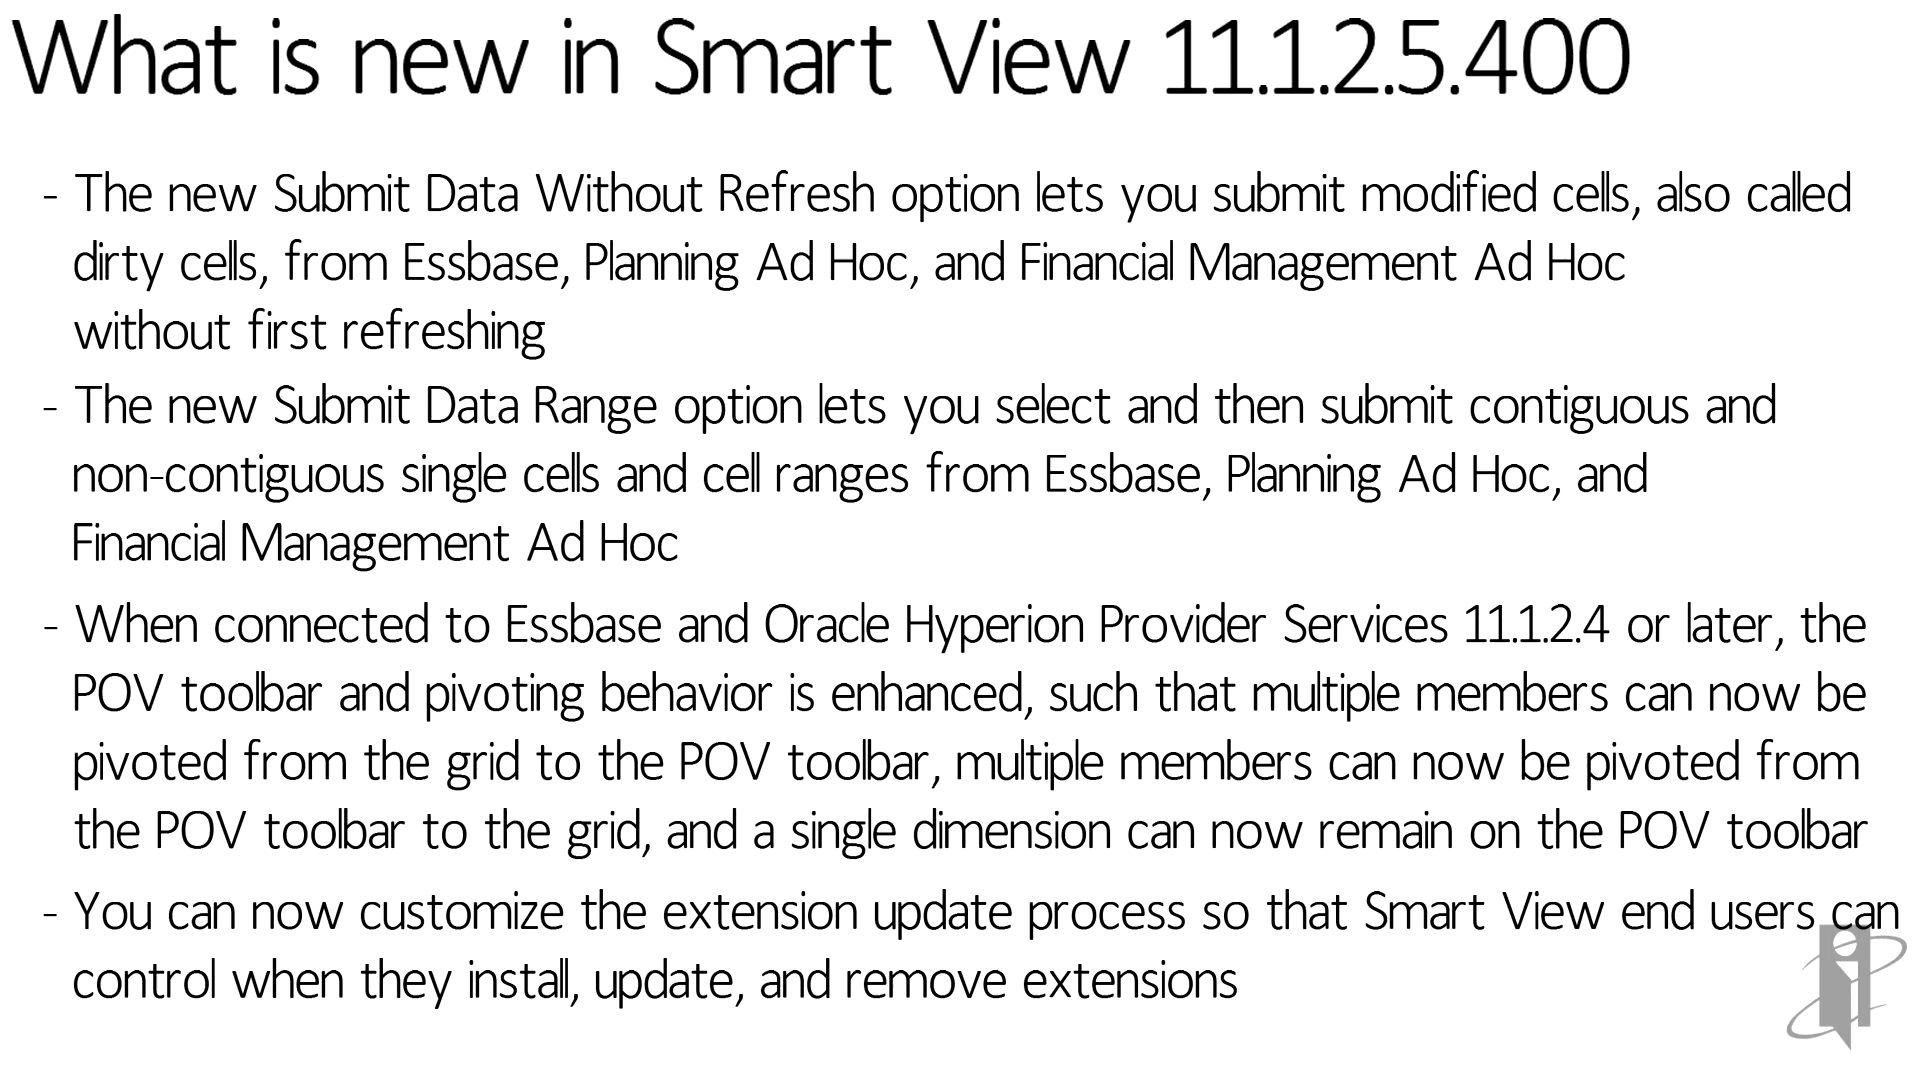 What is new in Smart View 11.1.2.5.400
- The new Submit Data Without Refresh option lets you submit modified cells, also called
dirty cells, from Essbase, Planning Ad Hoc, and Financial Management Ad Hoc
without first refreshing
- The new Submit Data Range option lets you select and then submit contiguous and
non-contiguous single cells and cell ranges from Essbase, Planning Ad Hoc, and
Financial Management Ad Hoc
- When connected to Essbase and Oracle Hyperion Provider Services 11.1.2.4 or later, the
POV toolbar and pivoting behavior is enhanced, such that multiple members can now be
pivoted from the grid to the POV toolbar, multiple members can now be pivoted from
the POV toolbar to the grid, and a single dimension can now remain on the POV toolbar
- You can now customize the extension update process so that Smart View end users can
control when they install, update, and remove extensions